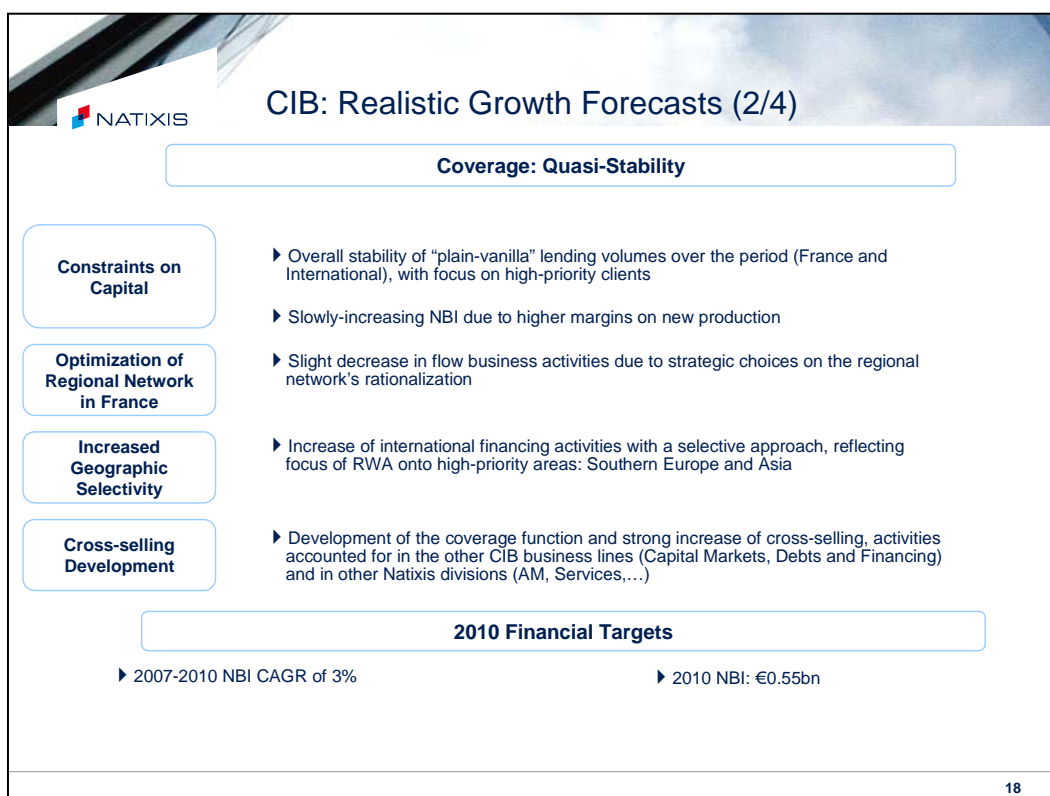 NATIXIS
CIB: Realistic Growth Forecasts (2/4)
Coverage: Quasi-Stability
Constraints on
Capital
Overall stability of “plain-vanilla” lending volumes over the period (France and
International), with focus on high-priority clients
Slowly-increasing NBI due to higher margins on new production
Optimization of
Regional Network
in France
Slight decrease in flow business activities due to strategic choices on the regional
network’s rationalization
Increased
Geographic
Selectivity
Increase of international financing activities with a selective approach, reflecting
focus of RWA onto high-priority areas: Southern Europe and Asia
Cross-selling
Development
Development of the coverage function and strong increase of cross-selling, activities
accounted for in the other CIB business lines (Capital Markets, Debts and Financing)
and in other Natixis divisions (AM, Services,…)
2010 Financial Targets
2007-2010 NBI CAGR of 3%
2010 NBI: €0.55bn
18